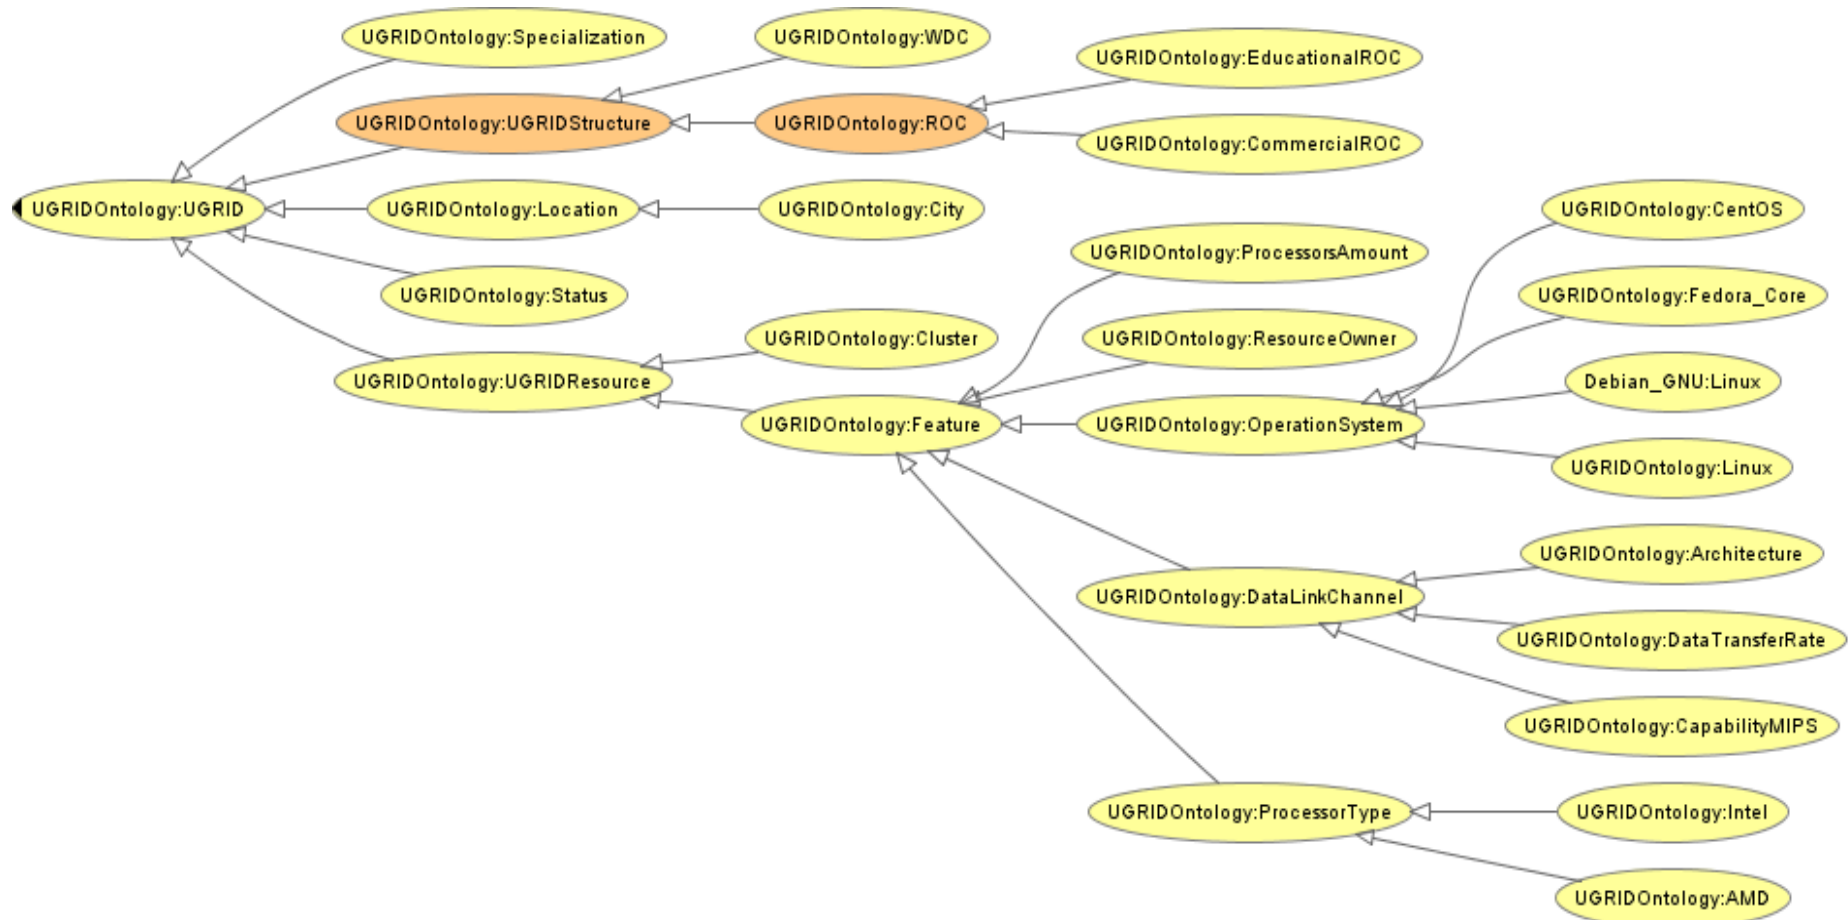 UGRIDOntology:Specialization
UGRIDOntology:WDC
UGRIDOntology:EducationalROC
UGRIDOntology:UGRIDStructure
UGRIDOntology:ROC
UGRIDOntology:CommercialROC
UGRIDOntology:UGRID
UGRIDOntology:Location
UGRIDOntology:City
UGRIDOntology:CentOS
UGRIDOntology:ProcessorsAmount
UGRIDOntology:Status
UGRIDOntology:Fedora_Core
UGRIDOntology:Cluster
UGRIDOntology:ResourceOwner
UGRIDOntology:UGRIDResource
Debian_GNU:Linux
UGRIDOntology:Feature
UGRIDOntology:OperationSystem
UGRIDOntology:Linux
UGRIDOntology:Architecture
UGRIDOntology:DataLinkChannel
UGRIDOntology:DataTransferRate
UGRIDOntology:CapabilityMIPS
UGRIDOntology:ProcessorType
UGRIDOntology:Intel
UGRIDOntology:AMD